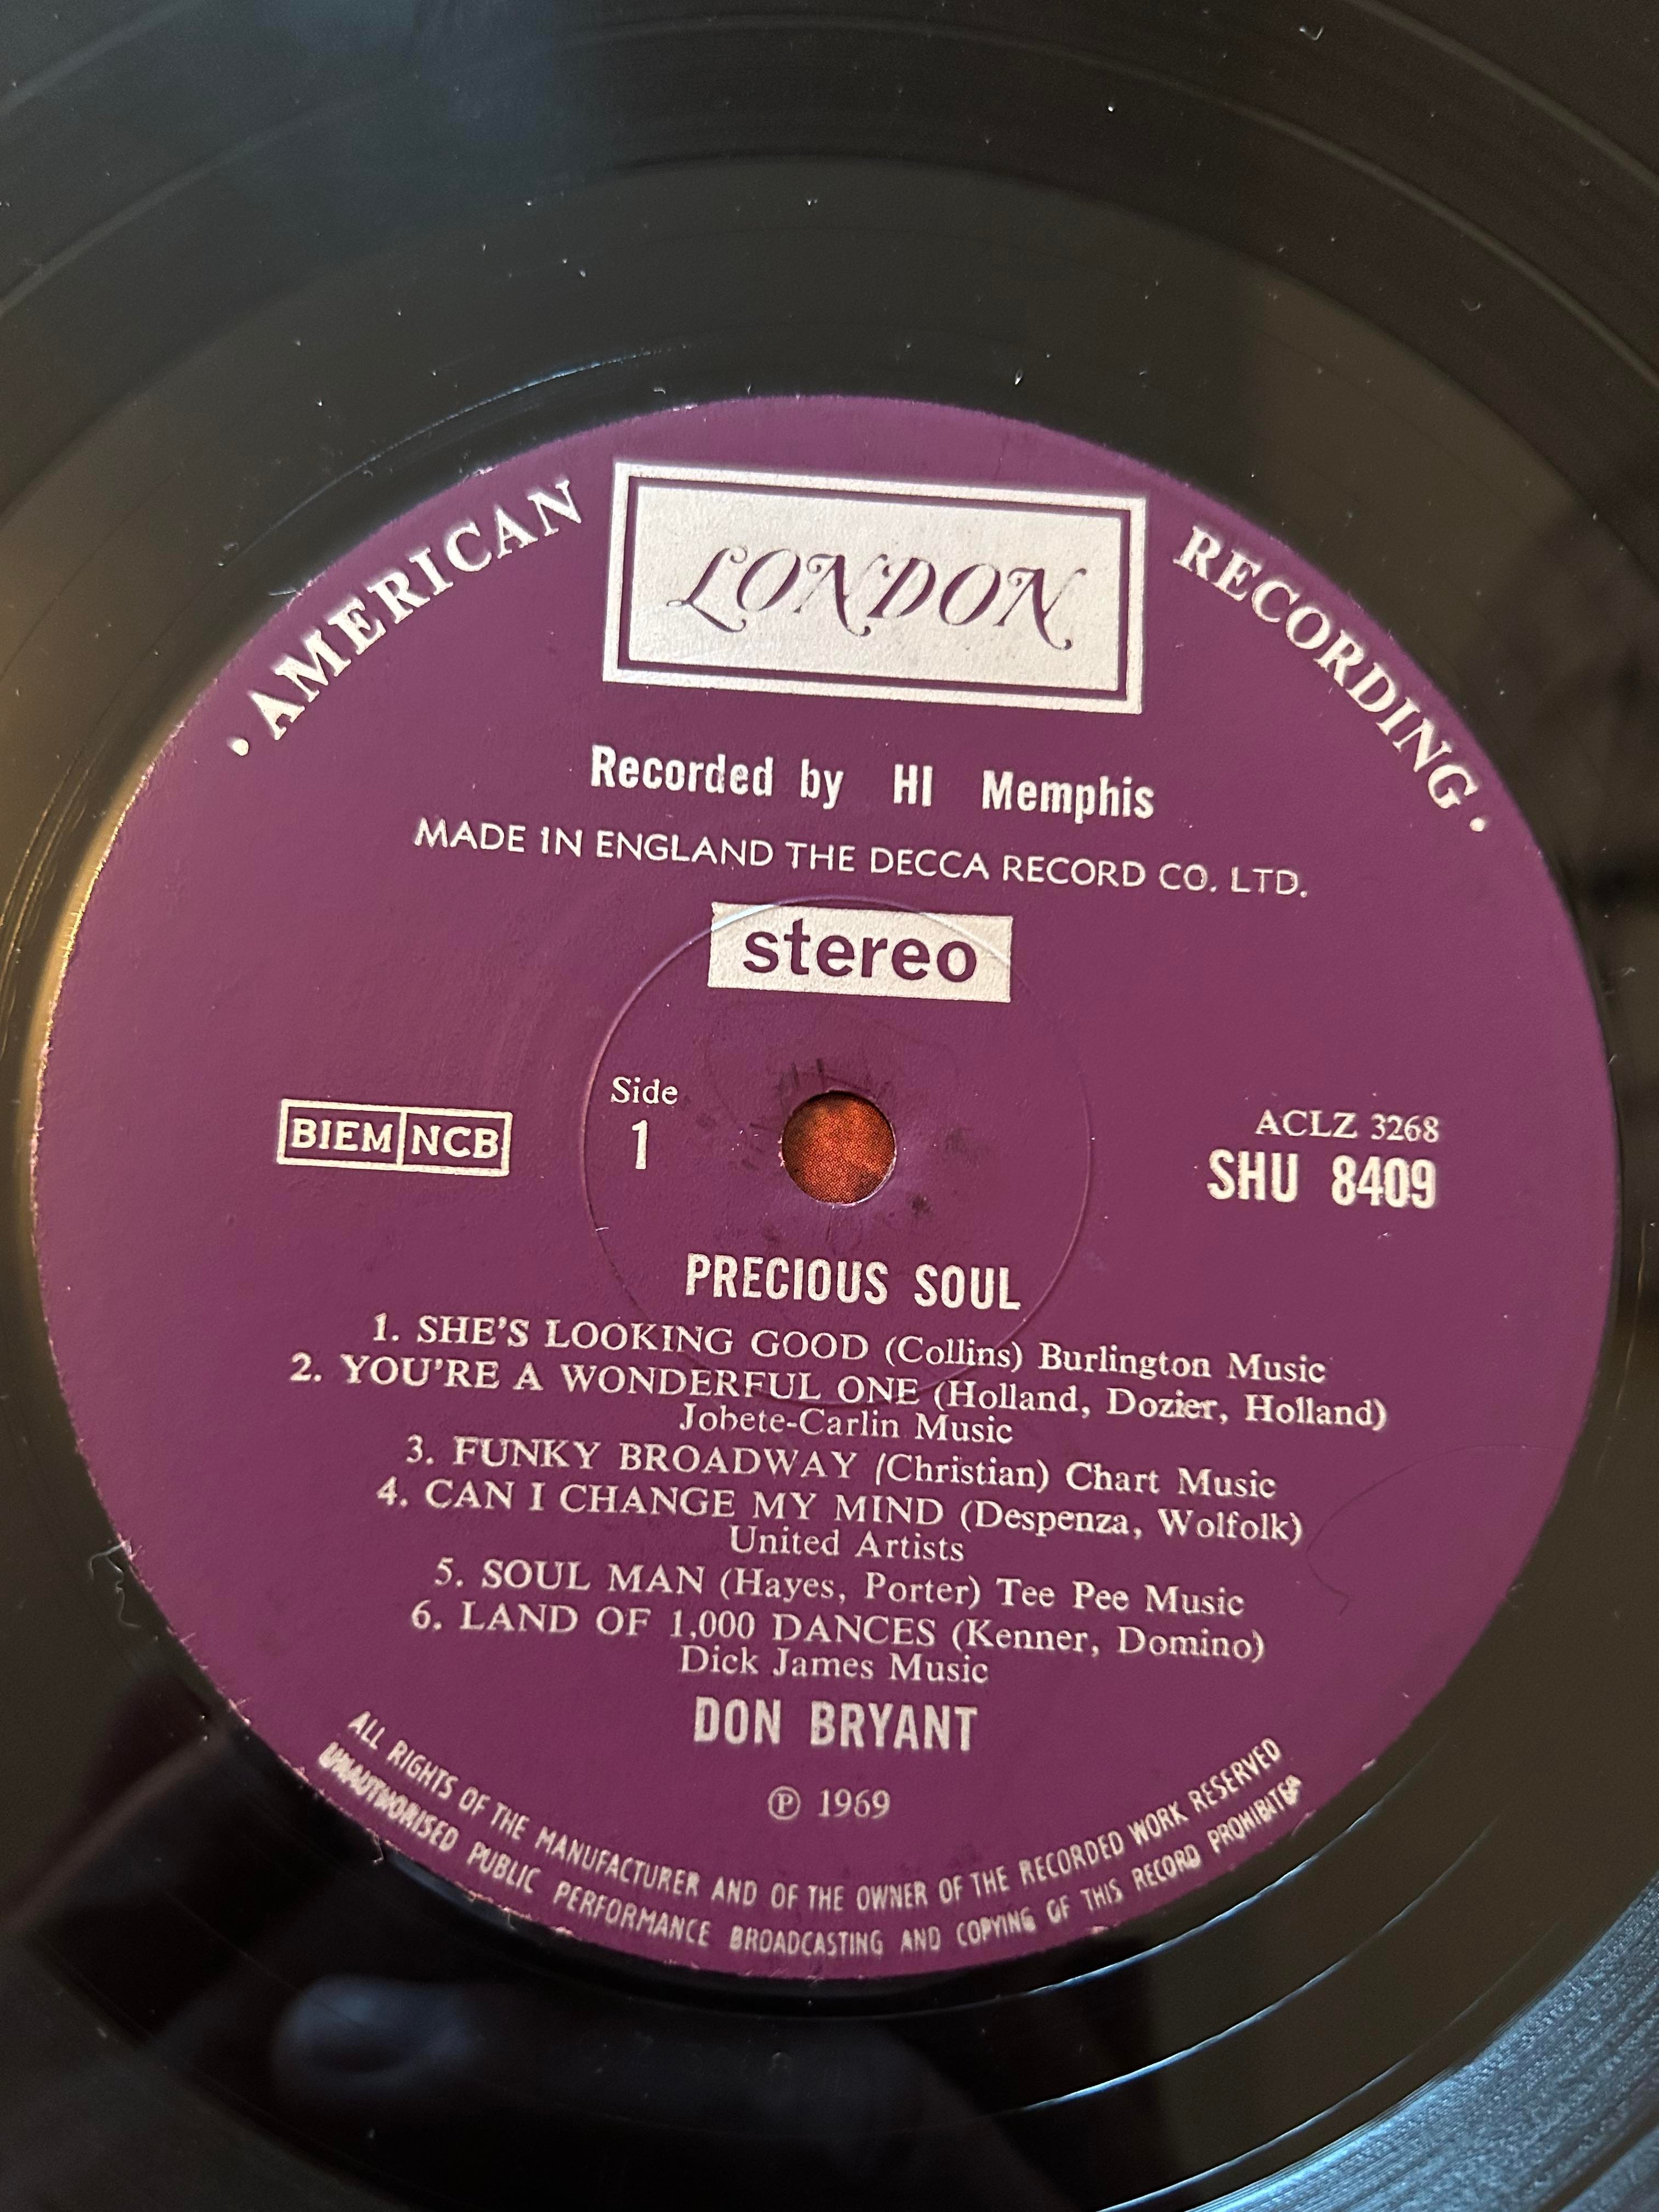 · AMERICAN RECORDING ·
LONDON
Recorded by HI Memphis
MADE IN ENGLAND THE DECCA RECORD CO. LTD.
stereo
Side
1
BIEM NCB
ACLZ 3268
SHU 8409
PRECIOUS SOUL
1. SHE'S LOOKING GOOD (Collins) Burlington Music
2. YOU'RE A WONDERFUL ONE (Holland, Dozier, Holland)
Jobete-Carlin Music
3. FUNKY BROADWAY (Christian) Chart Music
4. CAN I CHANGE MY MIND (Despenza, Wolfolk)
United Artists
5. SOUL MAN (Hayes, Porter) Tee Pee Music
6. LAND OF 1,000 DANCES (Kenner, Domino)
Dick James Music
DON BRYANT
℗ 1969
ALL RIGHTS OF THE MANUFACTURER AND OF THE OWNER OF THE RECORDED WORK RESERVED
UNAUTHORISED PUBLIC PERFORMANCE BROADCASTING AND COPYING OF THIS RECORD PROHIBITED